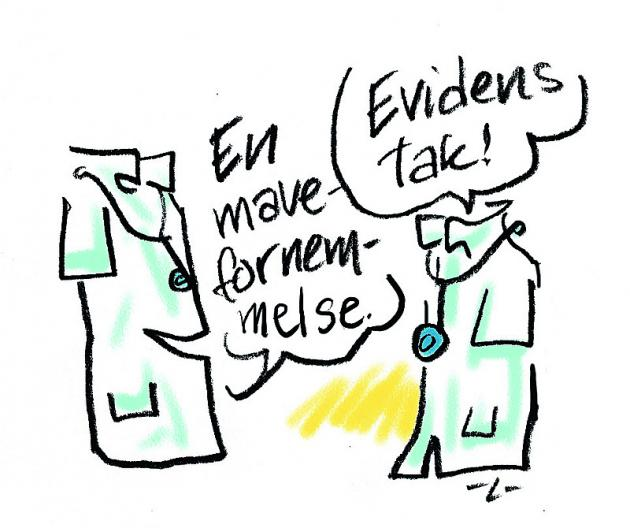 En
mave-
fornem-
melse.
Evidens
tak!
-L-